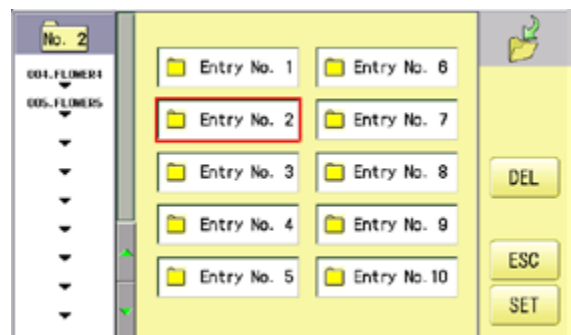 No. 2
004.FLOWER4
005.FLOWER5
Entry No. 1
Entry No. 2
Entry No. 3
Entry No. 4
Entry No. 5
Entry No. 6
Entry No. 7
Entry No. 8
Entry No. 9
Entry No.10
DEL
ESC
SET